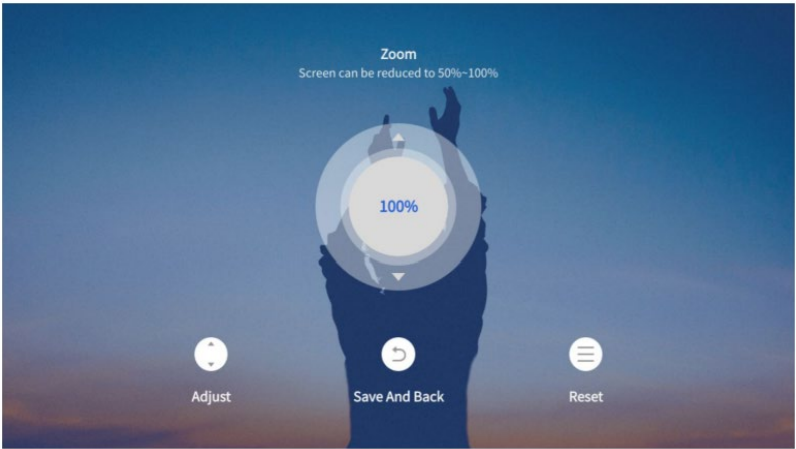 Zoom
Screen can be reduced to 50%~100%
100%
Adjust
Save And Back
Reset